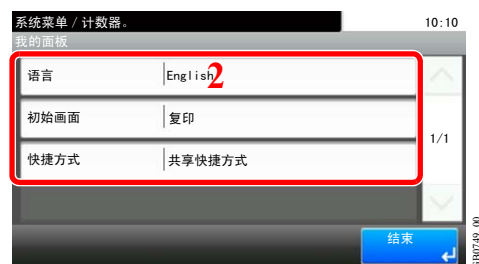 系统菜单 / 计数器。 10:10
我的面板
语言 English 2
初始画面 复印
快捷方式 共享快捷方式
1/1
结束
GB0749_00